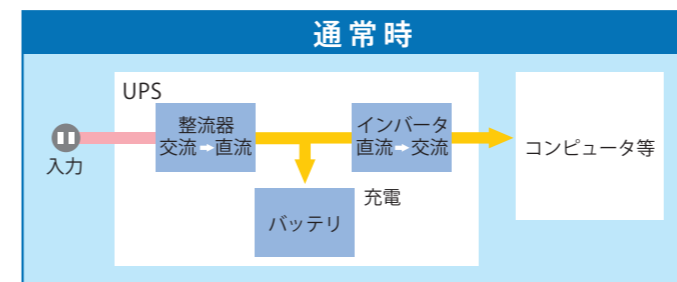 通常時
UPS
整流器
交流➡直流
インバータ
直流➡交流
入力
コンピュータ等
充電
バッテリ